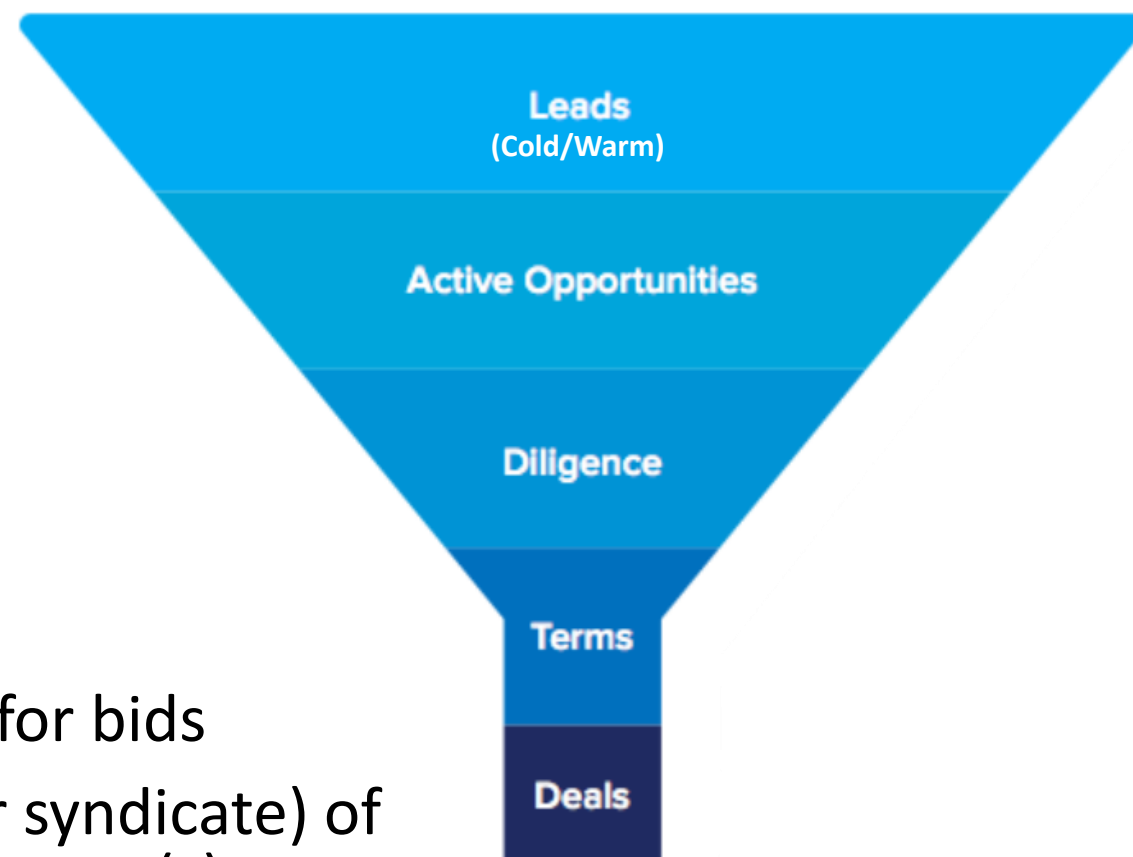 Leads
(Cold/Warm)
Active Opportunities
Diligence
Terms
for bids
Deals
syndicate) of